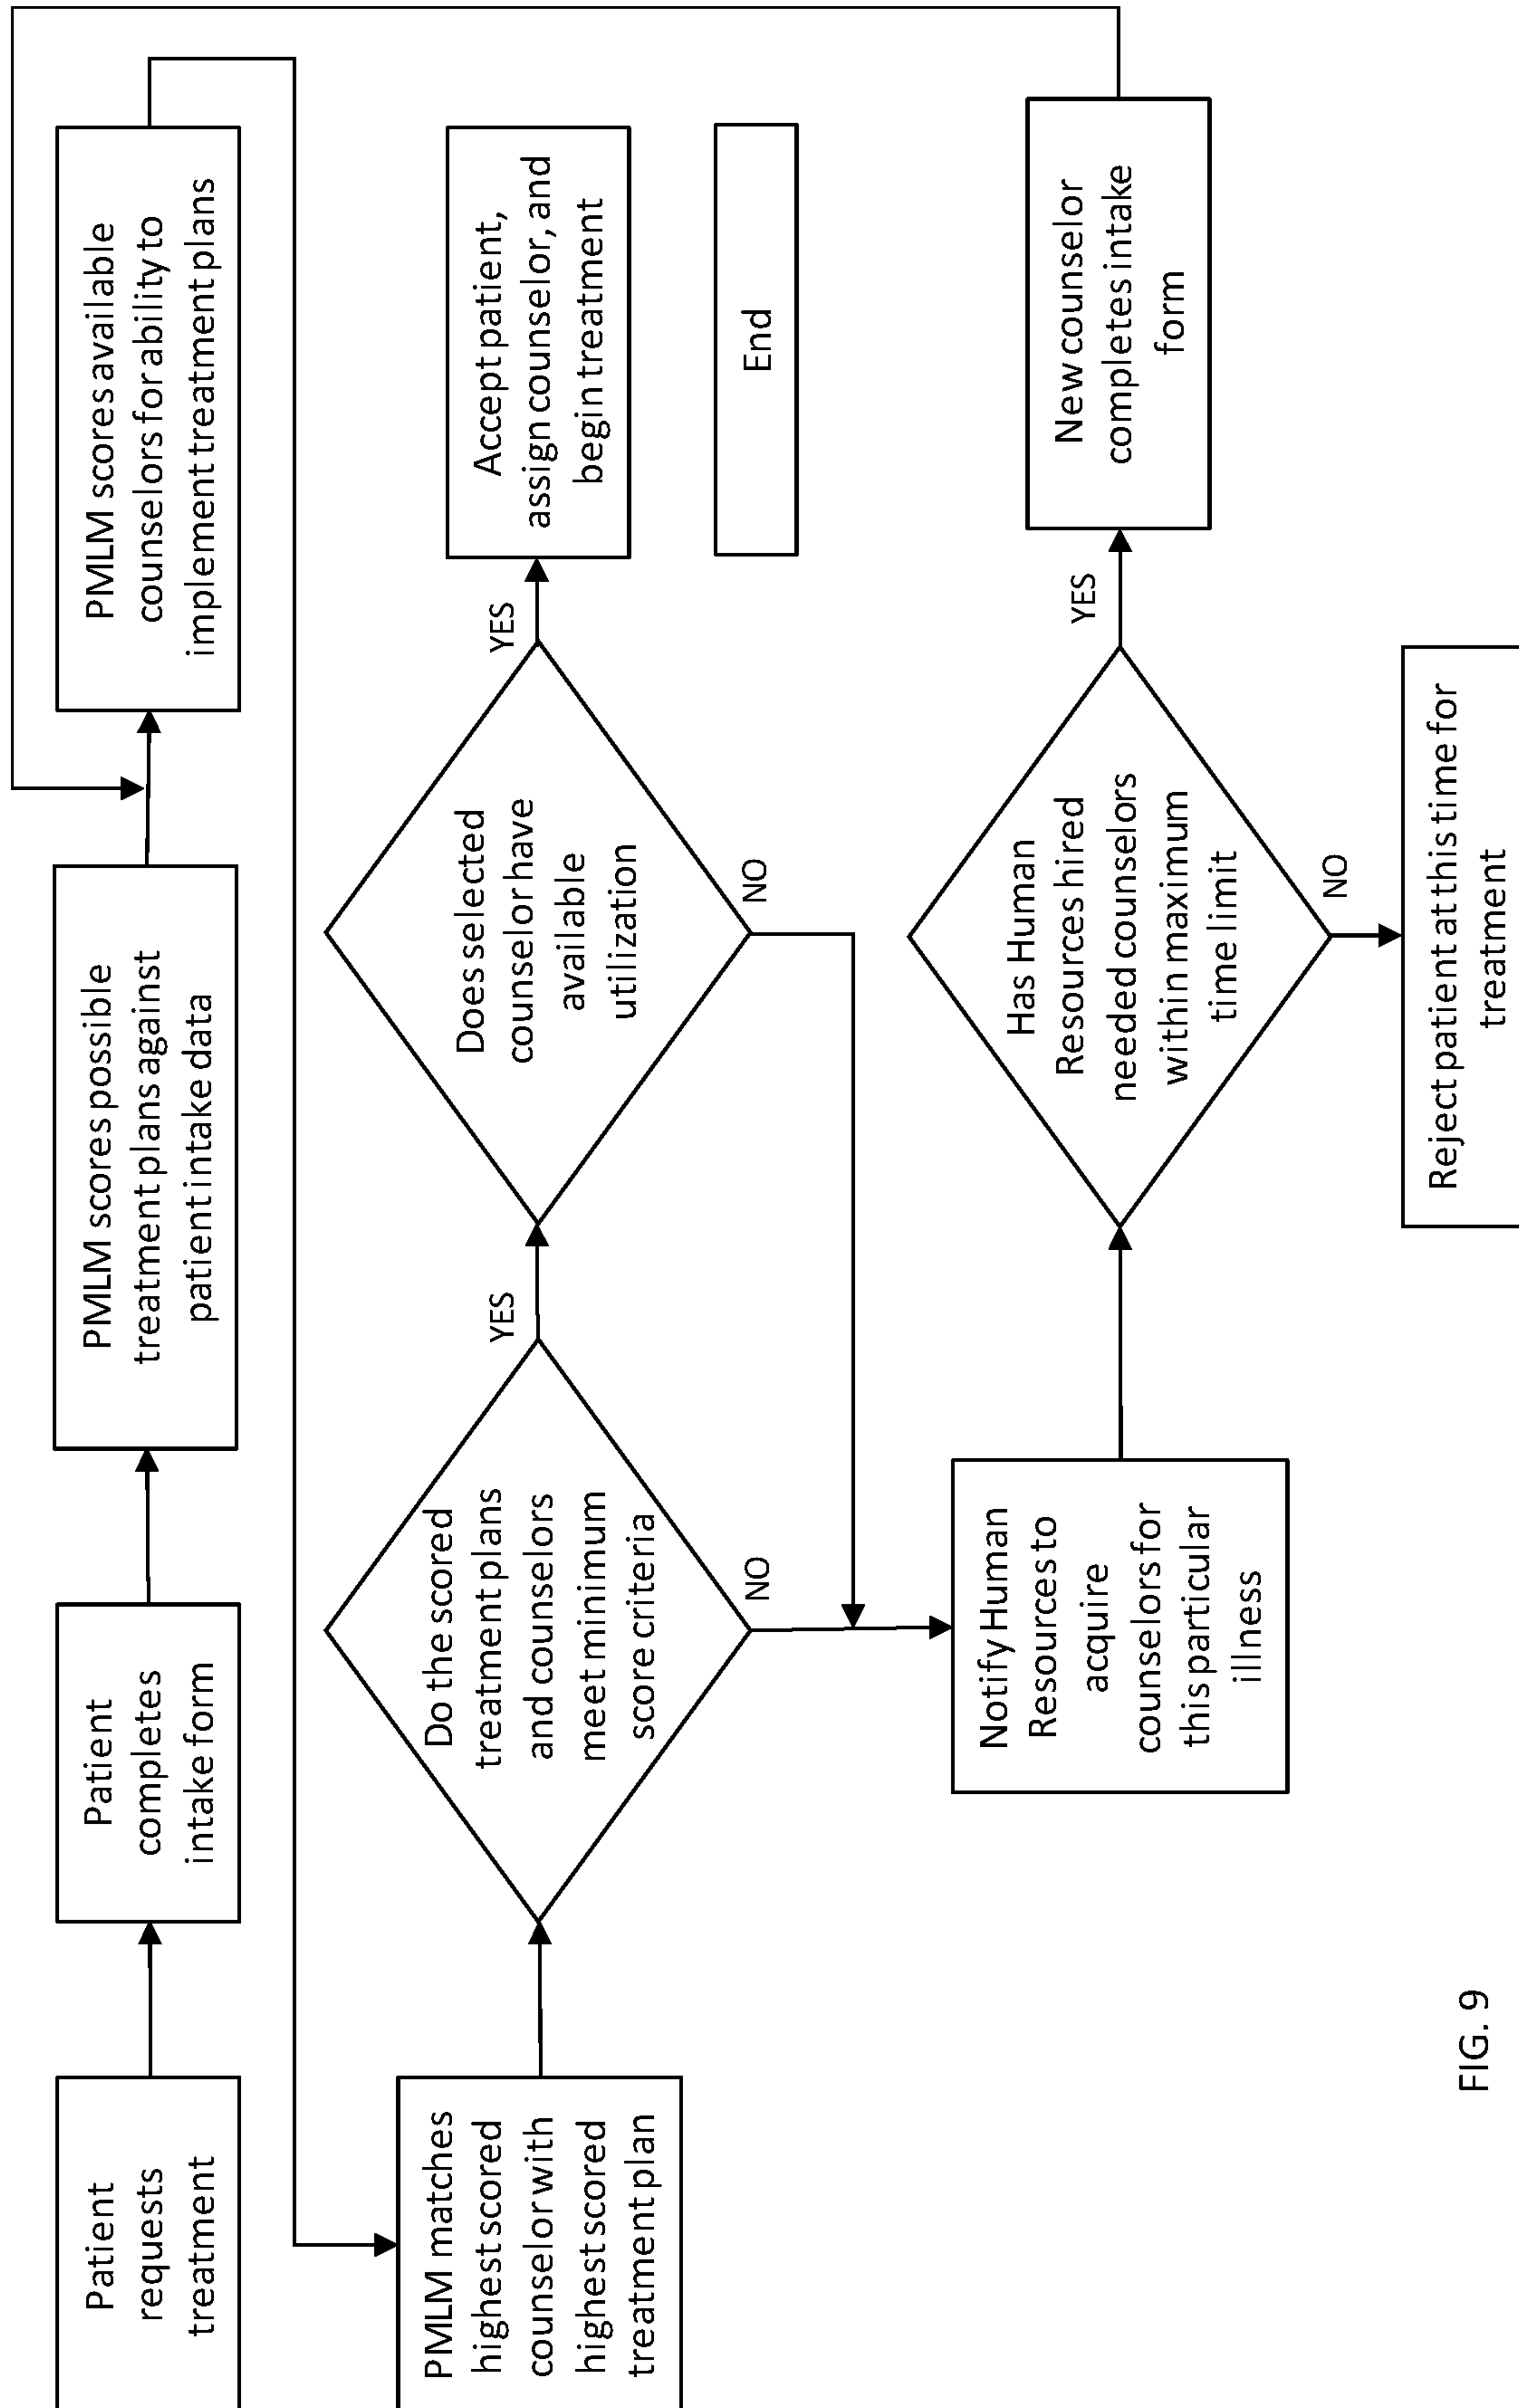 Patient
requests
treatment
Patient
completes
intake form
PMLM scores possible
treatment plans against
patient intake data
PMLM scores available
counselors for ability to
implement treatment plans
PMLM matches
highest scored
counselor with
highest scored
treatment plan
Do the scored
treatment plans
and counselors
meet minimum
score criteria
YES
NO
Does selected
counselor have
available
utilization
YES
NO
Accept patient,
assign counselor, and
begin treatment
End
Notify Human
Resources to
acquire
counselors for
this particular
illness
Has Human
Resources hired
needed counselors
within maximum
time limit
YES
NO
New counselor
completes intake
form
Reject patient at this time for
treatment
FIG. 9